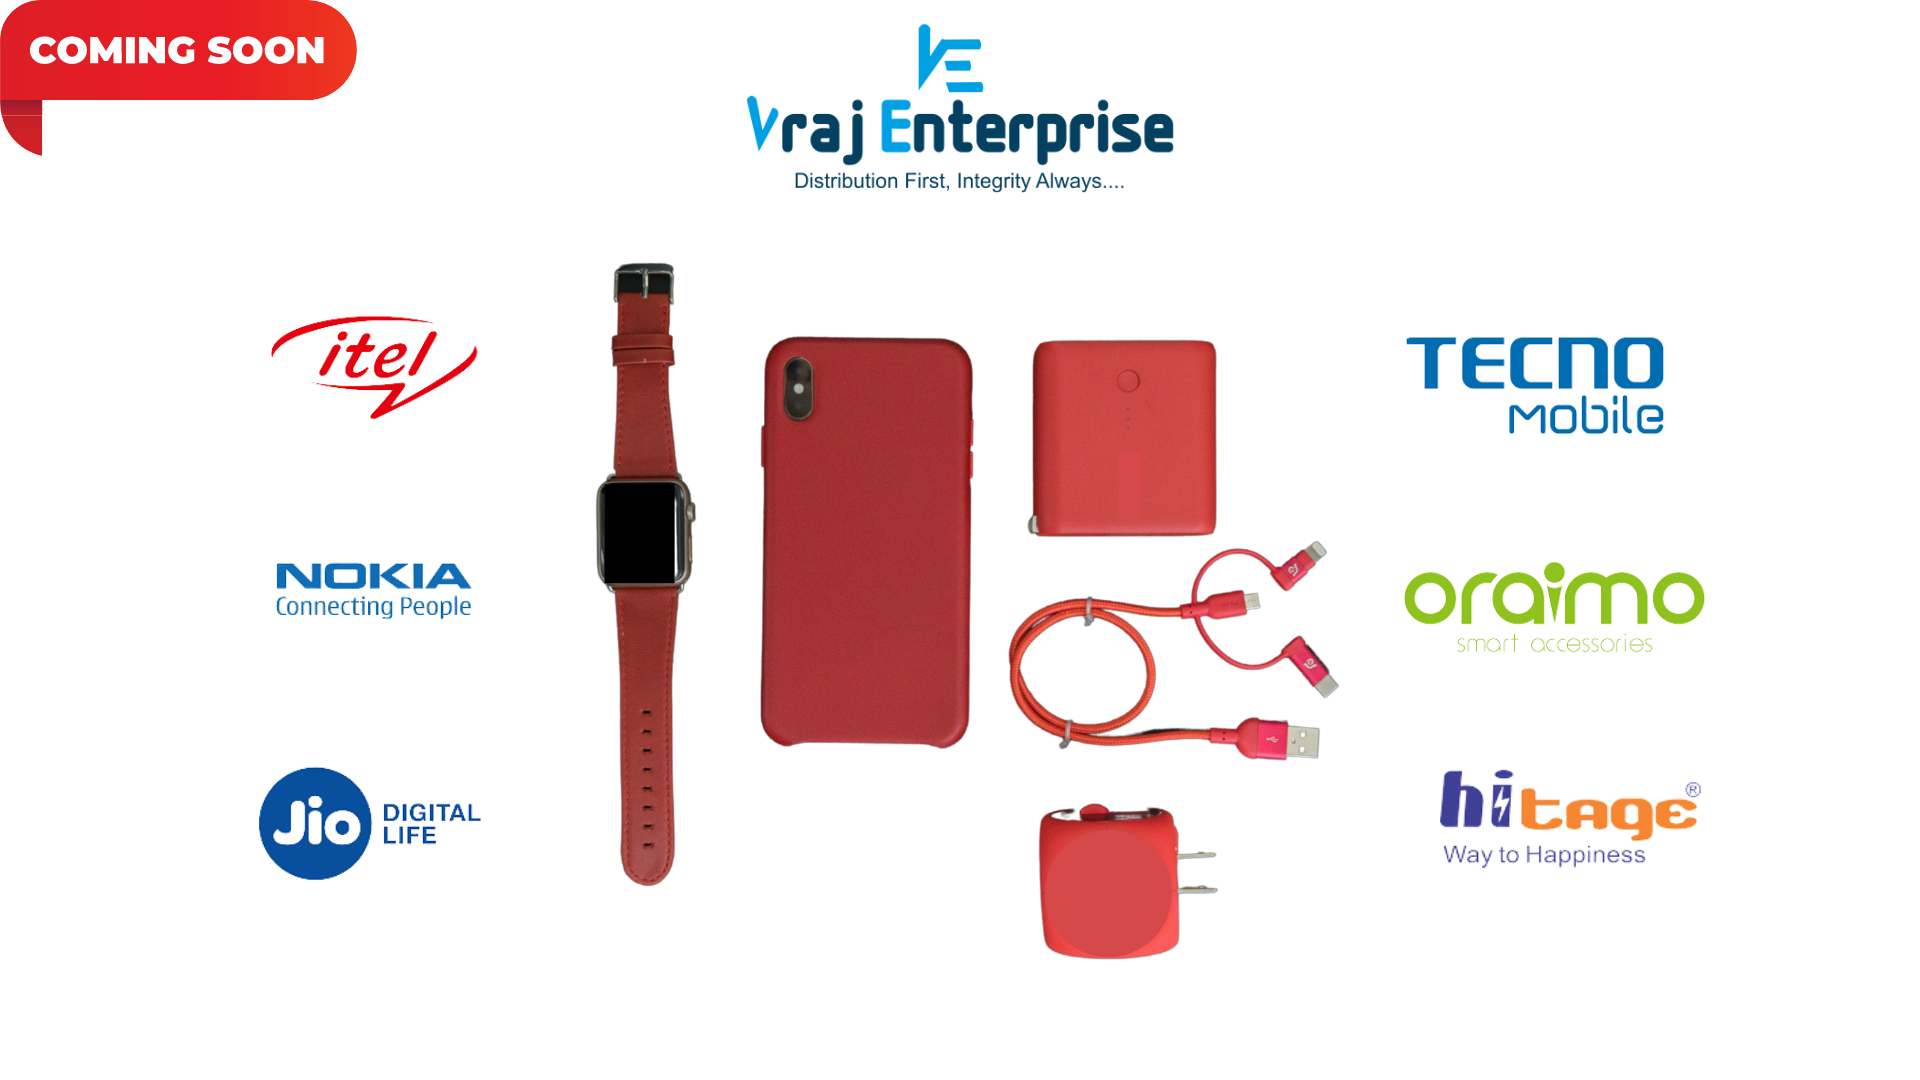 COMING SOON
VE
Vraj Enterprise
Distribution First, Integrity Always....
itel
TECNO
mobile
NOKIA
Connecting People
oraimo
smart accessories
Jio
DIGITAL
LIFE
hitage®
Way to Happiness